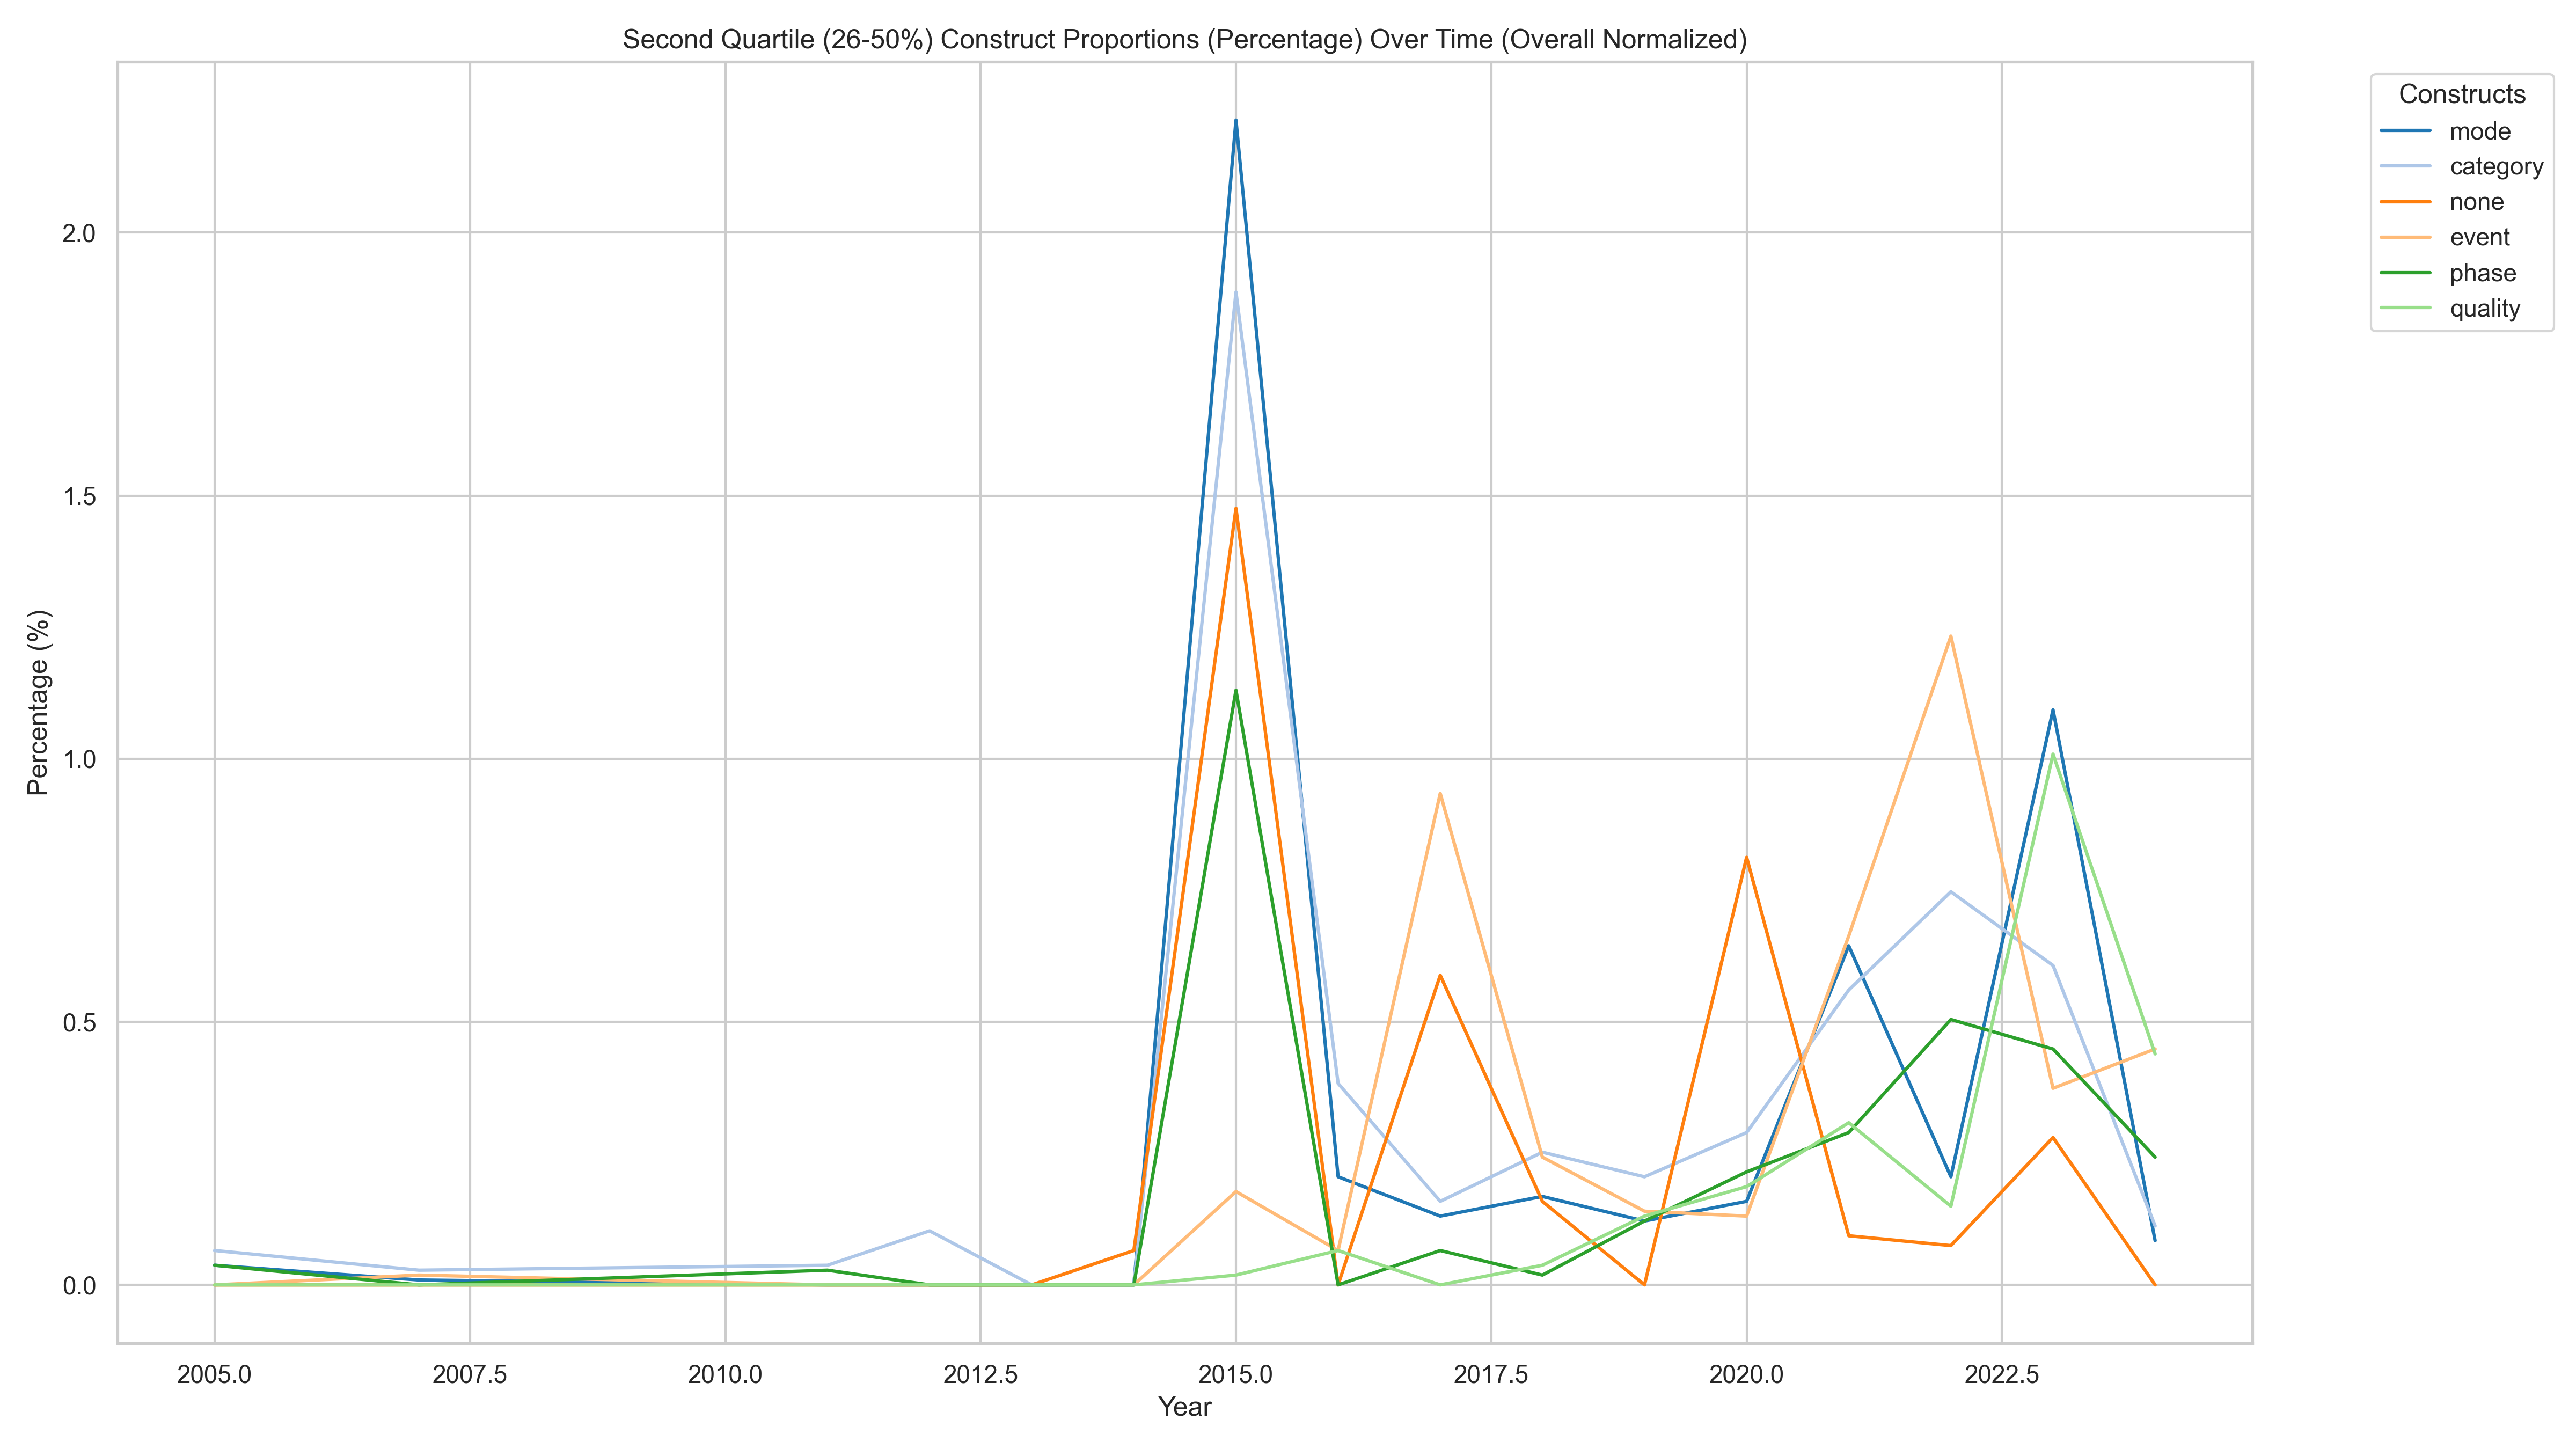 Second Quartile (26-50%) Construct Proportions (Percentage) Over Time (Overall Normalized)
Constructs
mode
category
none
event
phase
quality
Percentage (%)
2.0
1.5
1.0
0.5
0.0
2005.0 2007.5 2010.0 2012.5 2015.0 2017.5 2020.0 2022.5
Year